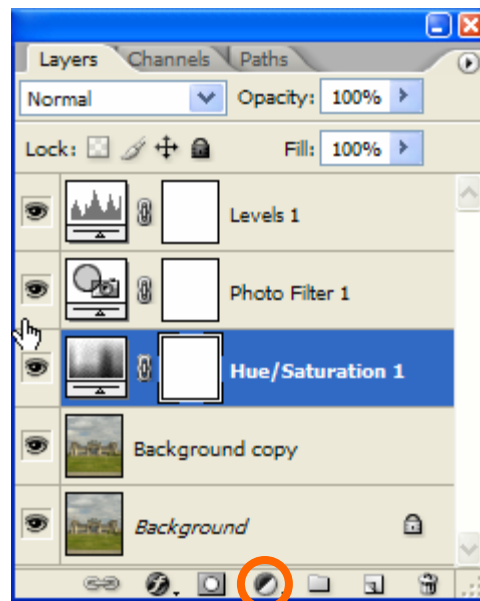 Layers Channels Paths
Normal Opacity: 100%
Lock: Fill: 100%
Levels 1
Photo Filter 1
Hue/Saturation 1
Background copy
Background